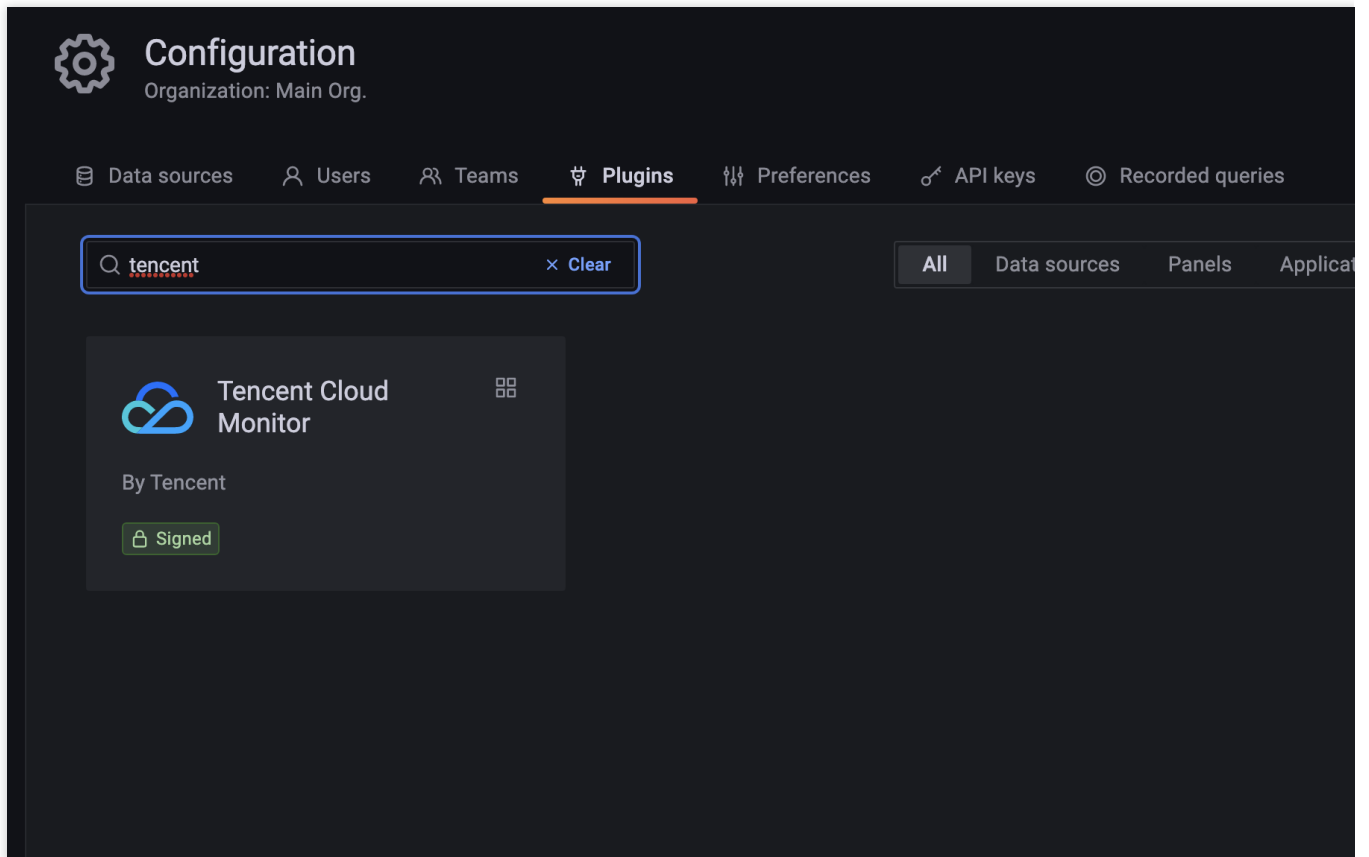 Configuration
Organization: Main Org.
Data sources Users Teams Plugins Preferences API keys Recorded queries
tencent Clear All Data sources Panels Applicat
Tencent Cloud
Monitor
By Tencent
Signed